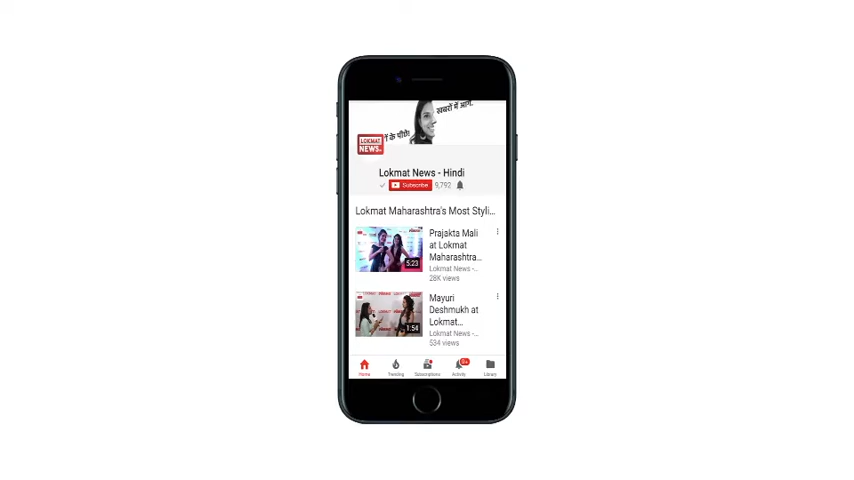 खबरों में आगे,
के पीछे!
LOKMAT
NEWS
Lokmat News - Hindi
Subscribe 9,792
Lokmat Maharashtra's Most Styli...
Prajakta Mali
at Lokmat
Maharashtra...
Lokmat News -...
28K views
5:23
Mayuri
Deshmukh at
Lokmat...
Lokmat News -...
534 views
1:54
Home Trending Subscriptions Activity Library
9+